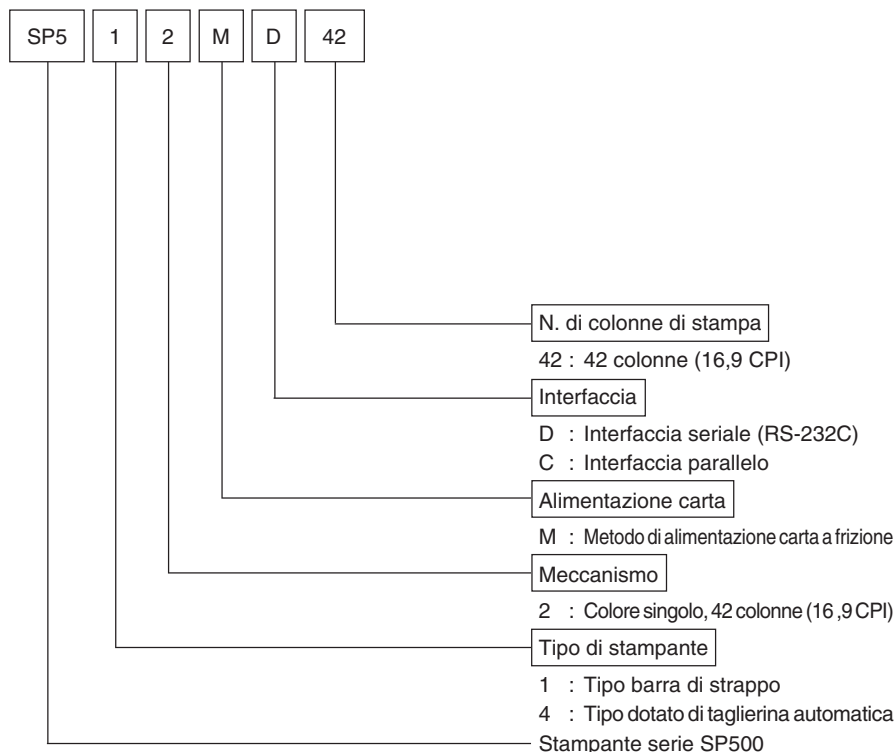 SP5 1 2 M D 42
N. di colonne di stampa
42 : 42 colonne (16,9 CPI)
Interfaccia
D : Interfaccia seriale (RS-232C)
C : Interfaccia parallelo
Alimentazione carta
M : Metodo di alimentazione carta a frizione
Meccanismo
2 : Colore singolo, 42 colonne (16 ,9 CPI)
Tipo di stampante
1 : Tipo barra di strappo
4 : Tipo dotato di taglierina automatica
Stampante serie SP500